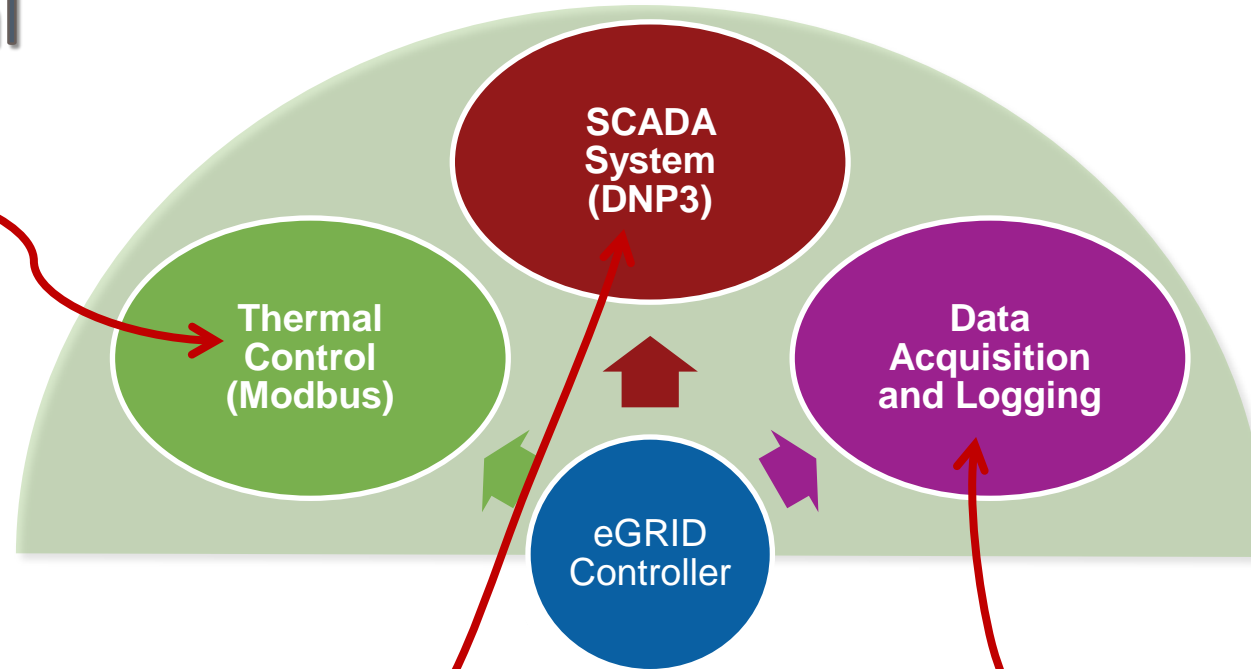 SCADA
System
(DNP3)
Thermal
Control
(Modbus)
Data
Acquisition
and Logging
eGRID
Controller